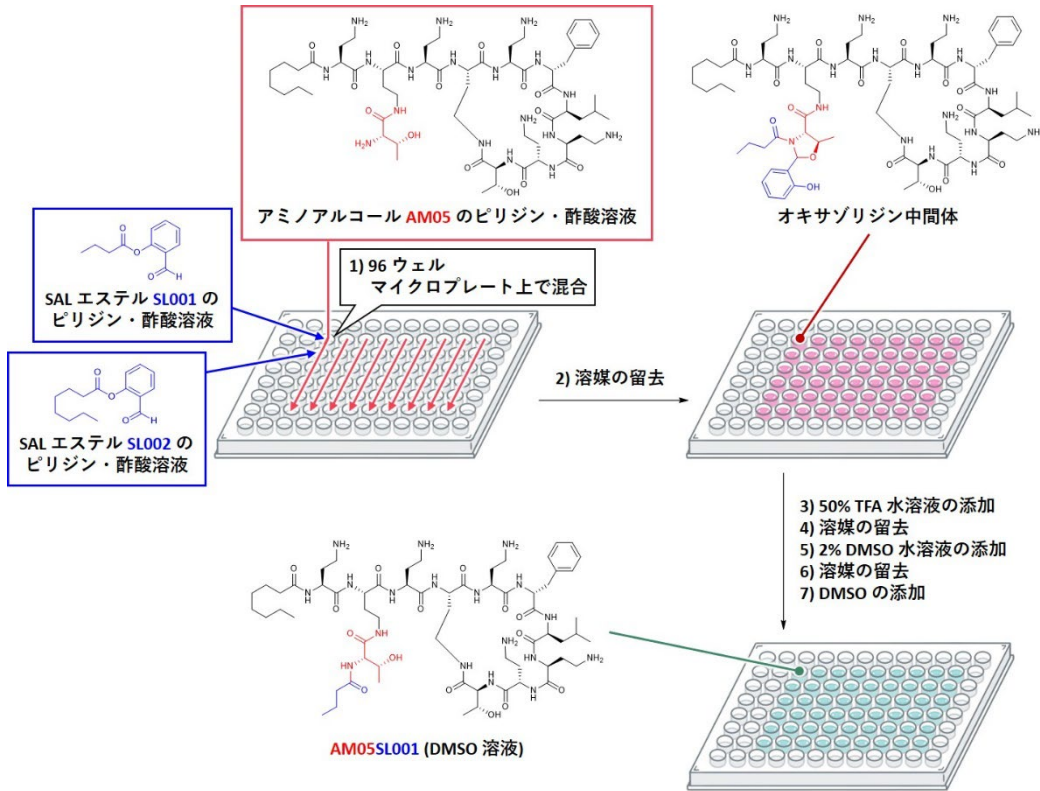 アミノアルコール AM05 のピリジン・酢酸溶液
オキサゾリジン中間体
SAL エステル SL001 の
ピリジン・酢酸溶液
1) 96 ウェル
マイクロプレート上で混合
SAL エステル SL002 の
ピリジン・酢酸溶液
2) 溶媒の留去
3) 50% TFA 水溶液の添加
4) 溶媒の留去
5) 2% DMSO 水溶液の添加
6) 溶媒の留去
7) DMSO の添加
AM05SL001 (DMSO 溶液)